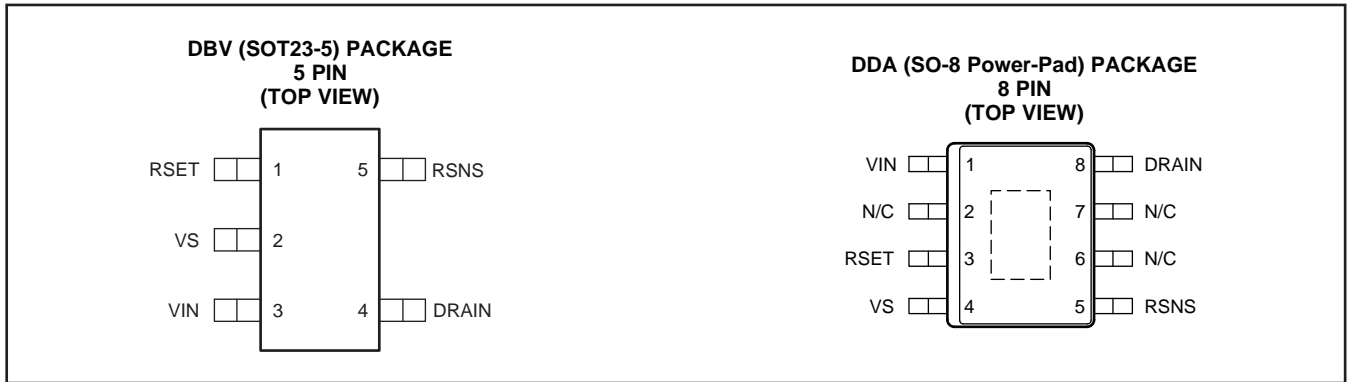 DBV (SOT23-5) PACKAGE
5 PIN
(TOP VIEW)
RSET 1 5 RSNS
VS 2
VIN 3 4 DRAIN
DDA (SO-8 Power-Pad) PACKAGE
8 PIN
(TOP VIEW)
VIN 1 8 DRAIN
N/C 2 7 N/C
RSET 3 6 N/C
VS 4 5 RSNS